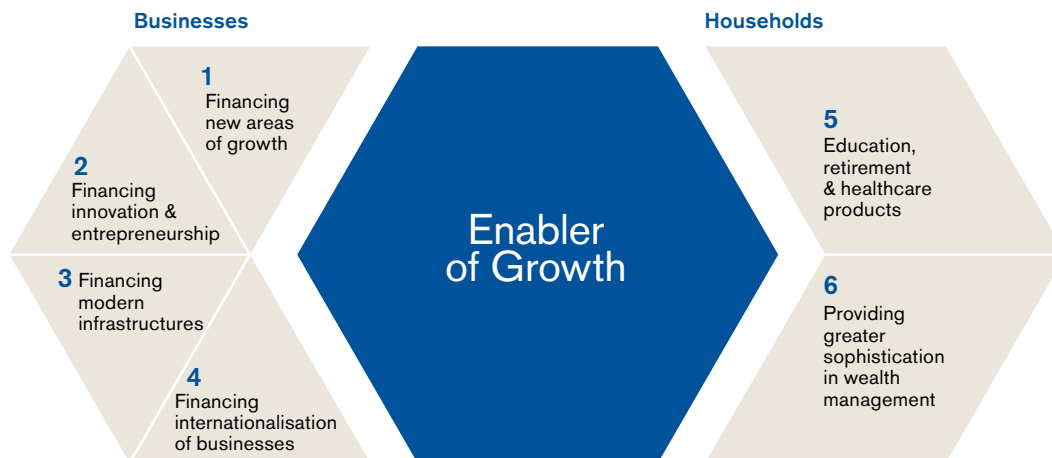 Businesses
1
Financing
new areas
of growth
2
Financing
innovation &
entrepreneurship
3 Financing
modern
infrastructures
4
Financing
internationalisation
of businesses
Enabler
of Growth
Households
5
Education,
retirement
& healthcare
products
6
Providing
greater
sophistication
in wealth
management